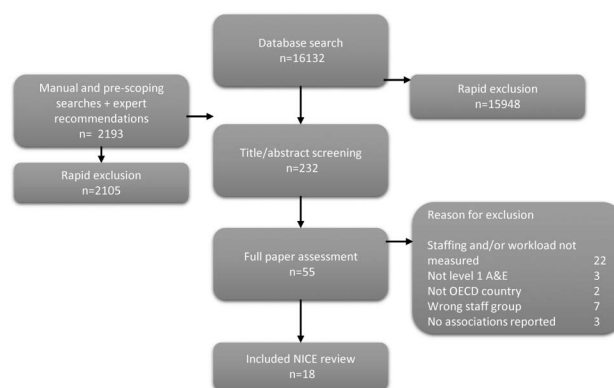 Database search
n=16132
Manual and pre-scoping
searches + expert
recommendations
n= 2193
Rapid exclusion
n=15948
Title/abstract screening
n=232
Rapid exclusion
n=2105
Reason for exclusion
Staffing and/or workload not
measured 22
Not level 1 A&E 3
Not OECD country 2
Wrong staff group 7
No associations reported 3
Full paper assessment
n=55
Included NICE review
n=18